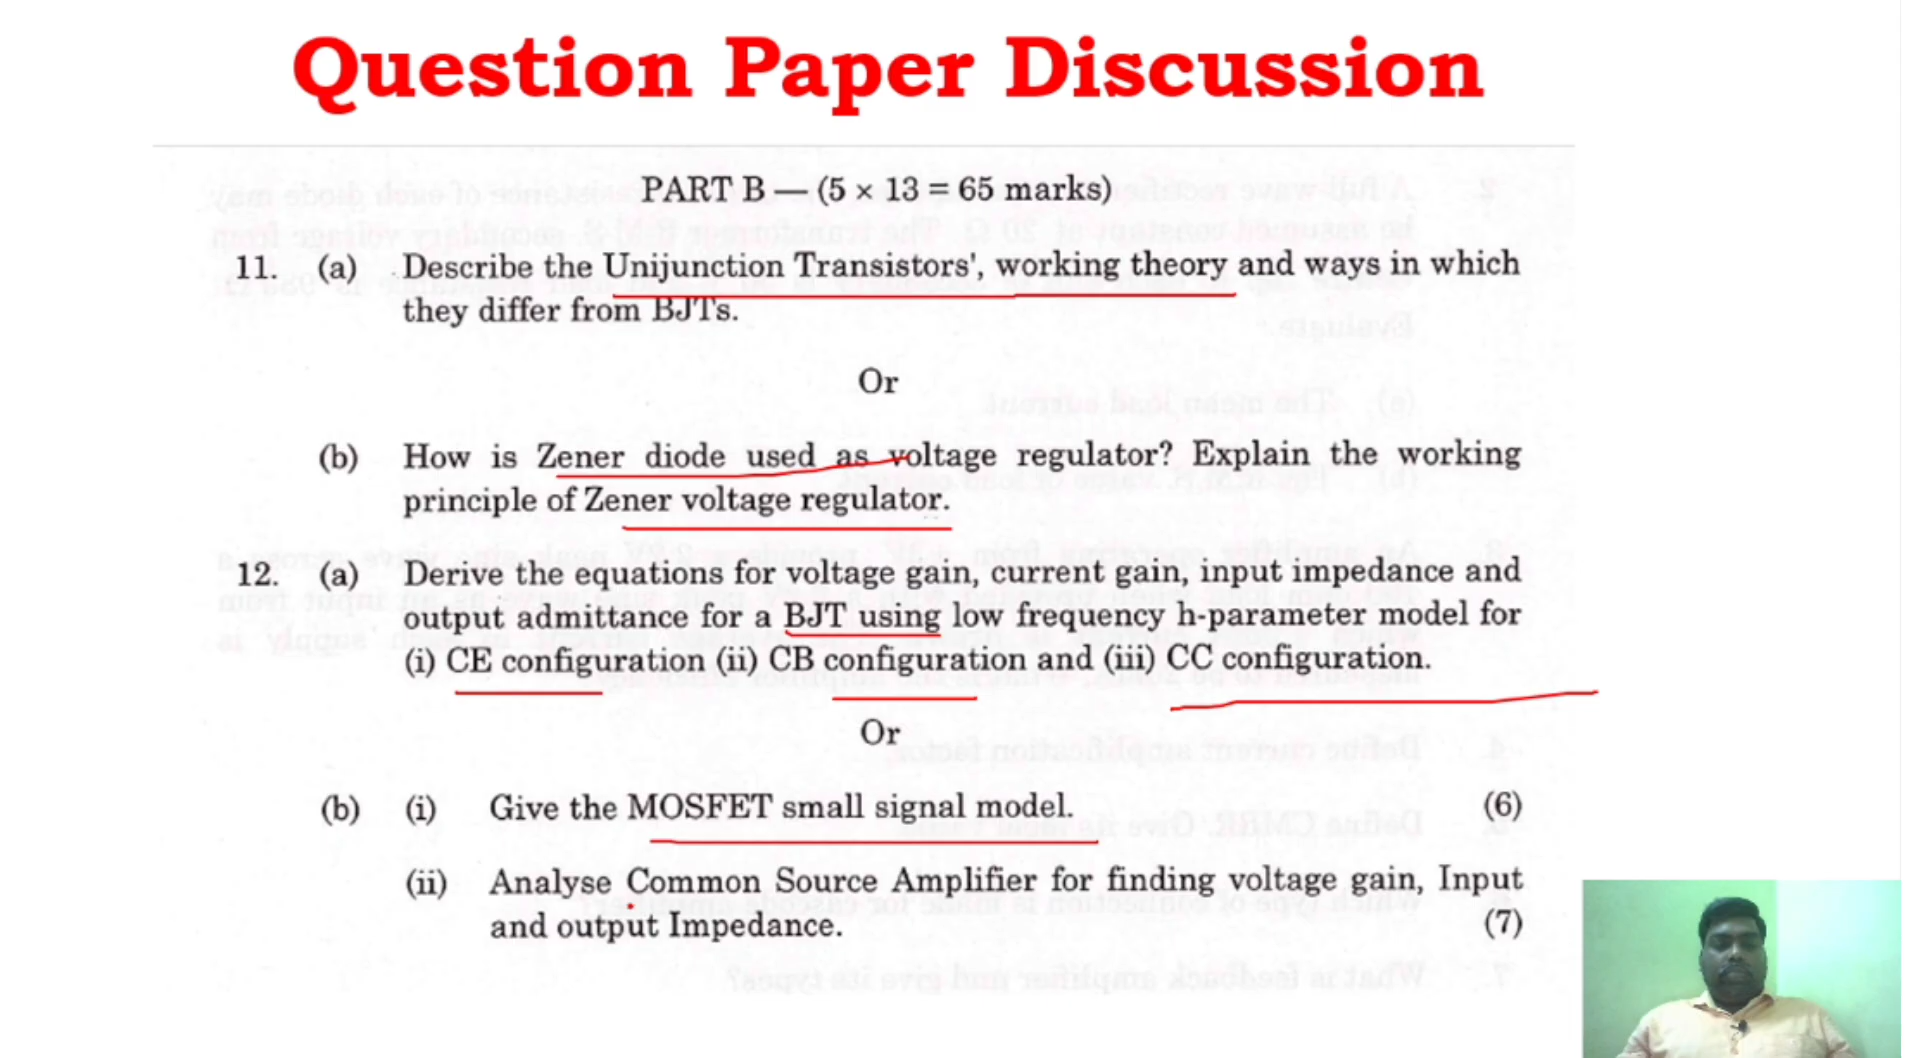 Question Paper Discussion
PART B — (5 × 13 = 65 marks)
11. (a) Describe the Unijunction Transistors', working theory and ways in which
they differ from BJTs.
Or
(b) How is Zener diode used as voltage regulator? Explain the working
principle of Zener voltage regulator.
12. (a) Derive the equations for voltage gain, current gain, input impedance and
output admittance for a BJT using low frequency h-parameter model for
(i) CE configuration (ii) CB configuration and (iii) CC configuration.
Or
(b) (i) Give the MOSFET small signal model. (6)
(ii) Analyse Common Source Amplifier for finding voltage gain, Input
and output Impedance. (7)